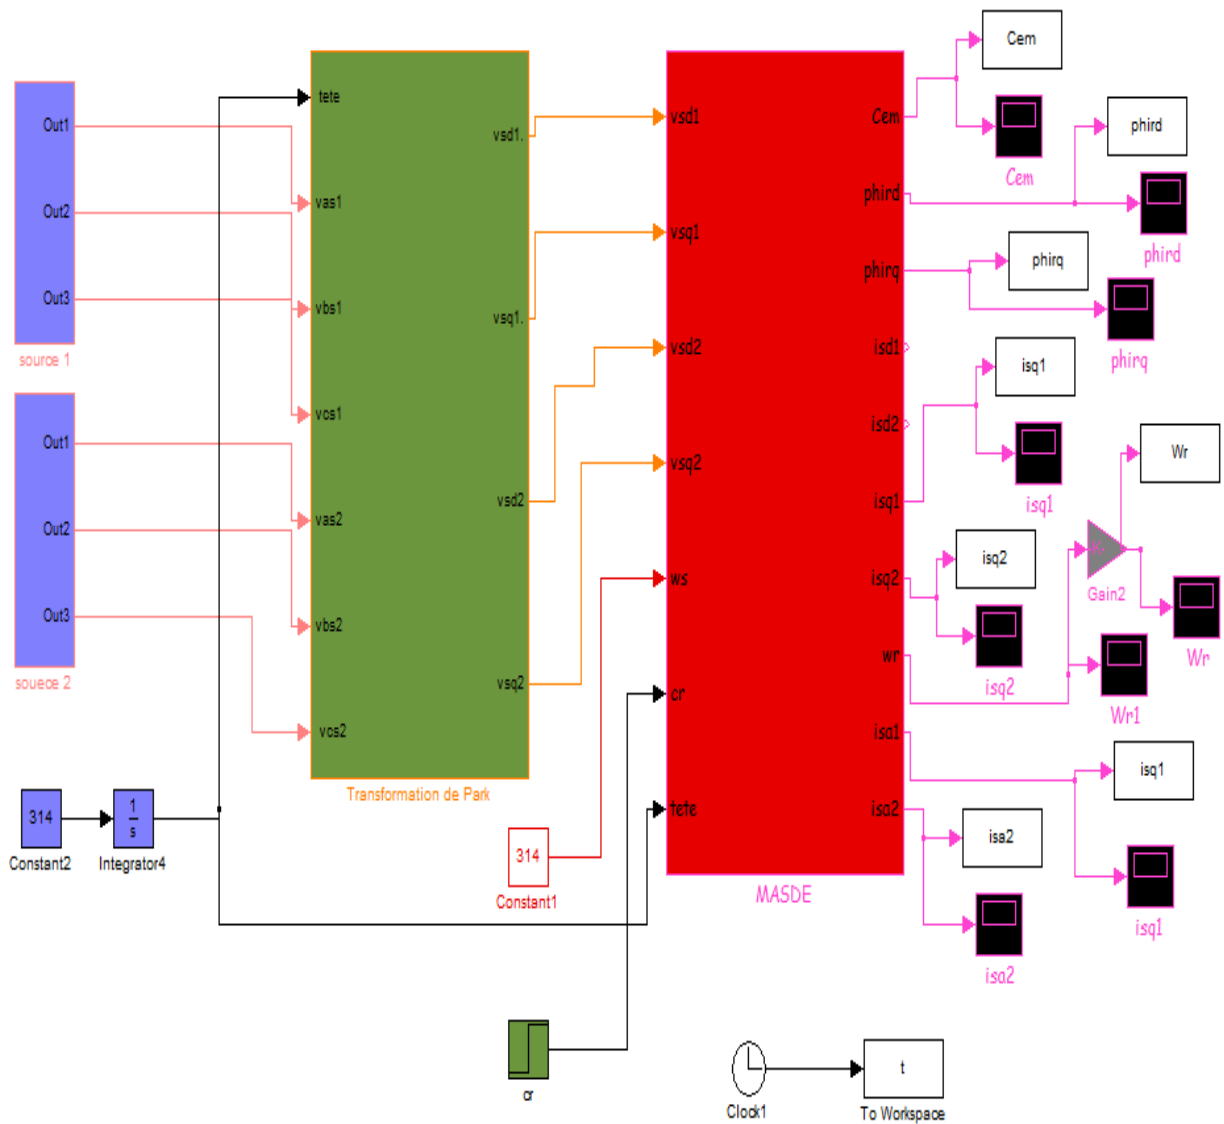 Out1
Out2
Out3
source 1
Out1
Out2
Out3
souece 2
314
Constant2
1
s
Integrator4
tete
vas1
vbs1
vcs1
vas2
vbs2
vcs2
vsd1.
vsq1.
vsd2
vsq2
Transformation de Park
314
Constant1
cr
vsd1
vsq1
vsd2
vsq2
ws
cr
tete
Cem
phird
phirq
isd1
isd2
isq1
isq2
wr
isa1
isa2
MASDE
Cem
Cem
phird
phird
phirq
phirq
isq1
isq1
Wr
isq2
isq2
Gain2
Wr
Wr1
isq1
isq1
isa2
isa2
Clock1
t
To Workspace